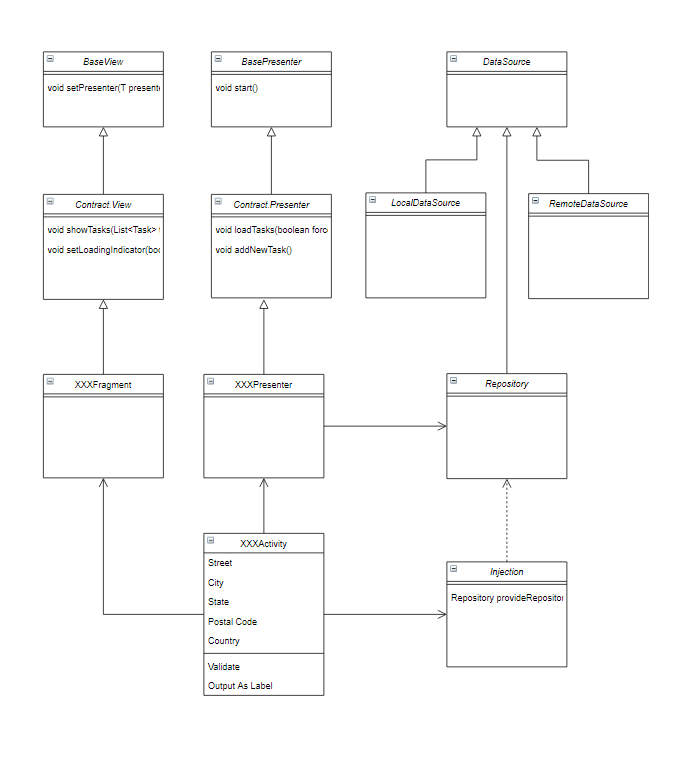 BaseView
void setPresenter(T presente
BasePresenter
void start()
DataSource
Contract.View
void showTasks(List<Task>
void setLoadingIndicator(boo
Contract.Presenter
void loadTasks(boolean forc
void addNewTask()
LocalDataSource
RemoteDataSource
XXXFragment
XXXPresenter
Repository
XXXActivity
Street
City
State
Postal Code
Country
Validate
Output As Label
Injection
Repository provideRepositor